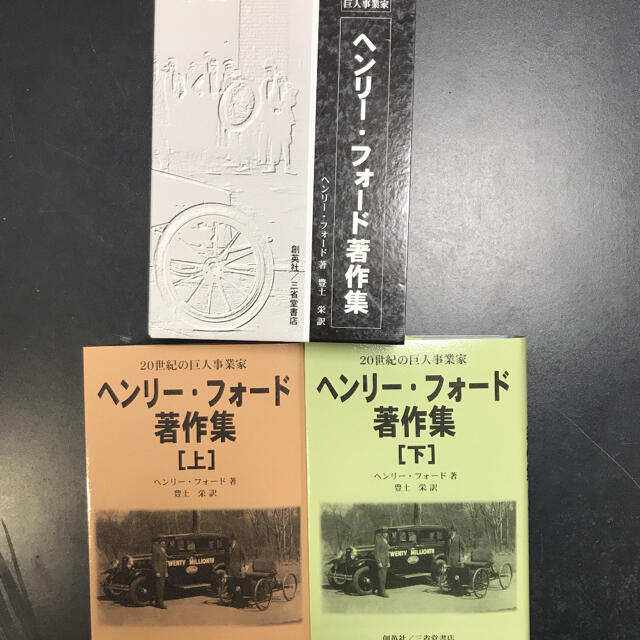 巨人事業家
ヘンリー・フォード著作集
ヘンリー・フォード 著 豊土 栄 訳
創英社/三省堂書店
20世紀の巨人事業家
ヘンリー・フォード
著作集
[上]
ヘンリー・フォード 著
豊土 栄 訳
TWENTY MILLIONTH
20世紀の巨人事業家
ヘンリー・フォード
著作集
[下]
ヘンリー・フォード 著
豊土 栄 訳
TWENTY MILLIONTH
創英社/三省堂書店